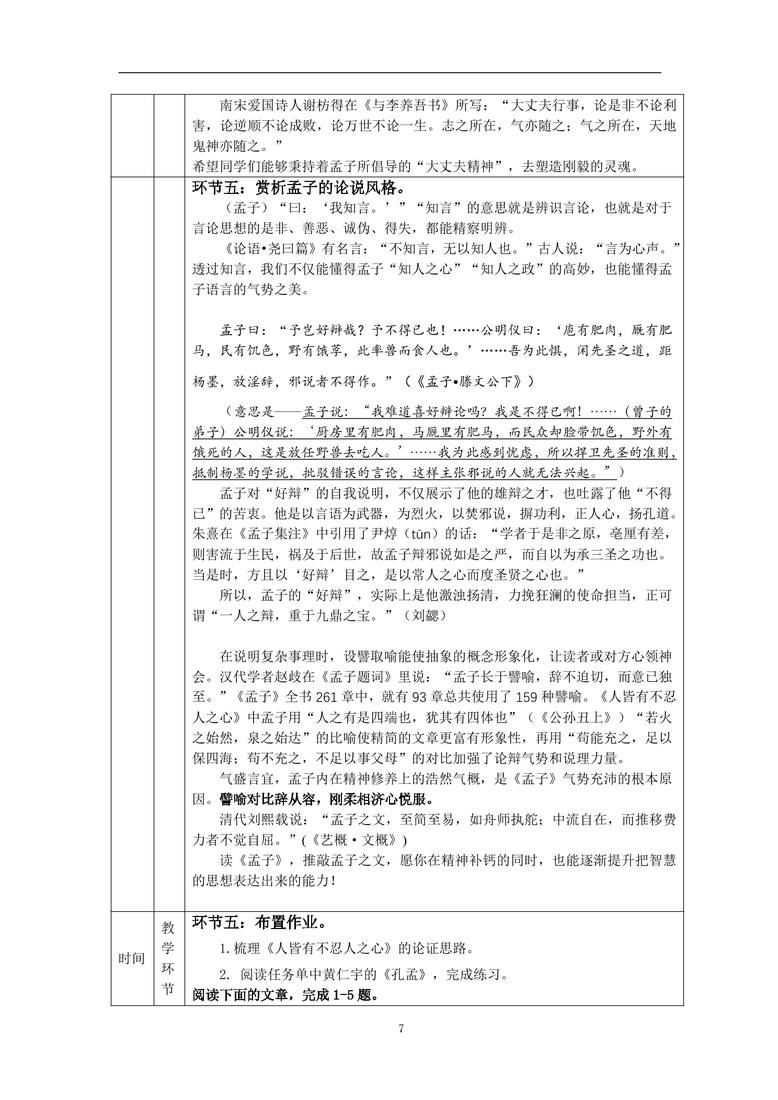 南宋爱国诗人谢枋得在《与李养吾书》所写：“大丈夫行事，论是非不论利
害，论逆顺不论成败，论万世不论一生。志之所在，气亦随之；气之所在，天地
鬼神亦随之。”
希望同学们能够秉持着孟子所倡导的“大丈夫精神”，去塑造刚毅的灵魂。
环节五：赏析孟子的论说风格。
（孟子）“曰：‘我知言。’”“知言”的意思就是辨识言论，也就是对于
言论思想的是非、善恶、诚伪、得失，都能精察明辨。
《论语•尧曰篇》有名言：“不知言，无以知人也。”古人说：“言为心声。”
透过知言，我们不仅能懂得孟子“知人之心”“知人之政”的高妙，也能懂得孟
子语言的气势之美。
孟子曰：“予岂好辩哉？予不得已也！……公明仪曰：‘庖有肥肉，厩有肥
马，民有饥色，野有饿莩，此率兽而食人也。’……吾为此惧，闲先圣之道，距
杨墨，放淫辞，邪说者不得作。”（《孟子•滕文公下》）
（意思是——孟子说：“我难道喜好辩论吗？我是不得已啊！……（曾子的
弟子）公明仪说：‘厨房里有肥肉，马厩里有肥马，而民众却脸带饥色，野外有
饿死的人，这是放任野兽去吃人。’……我为此感到忧虑，所以捍卫先圣的准则，
抵制杨墨的学说，批驳错误的言论，这样主张邪说的人就无法兴起。”）
孟子对“好辩”的自我说明，不仅展示了他的雄辩之才，也吐露了他“不得
已”的苦衷。他是以言语为武器，为烈火，以焚邪说，摒功利，正人心，扬孔道。
朱熹在《孟子集注》中引用了尹焞（tūn）的话：“学者于是非之原，毫厘有差，
则害流于生民，祸及于后世，故孟子辩邪说如是之严，而自以为承三圣之功也。
当是时，方且以‘好辩’目之，是以常人之心而度圣贤之心也。”
所以，孟子的“好辩”，实际上是他激浊扬清，力挽狂澜的使命担当，正可
谓“一人之辩，重于九鼎之宝。”（刘勰）
在说明复杂事理时，设譬取喻能使抽象的概念形象化，让读者或对方心领神
会。汉代学者赵岐在《孟子题词》里说：“孟子长于譬喻，辞不迫切，而意已独
至。”《孟子》全书 261 章中，就有 93 章总共使用了 159 种譬喻。《人皆有不忍
人之心》中孟子用“人之有是四端也，犹其有四体也”（《公孙丑上》）“若火
之始然，泉之始达”的比喻使精简的文章更富有形象性，再用“苟能充之，足以
保四海；苟不充之，不足以事父母”的对比加强了论辩气势和说理力量。
气盛言宜，孟子内在精神修养上的浩然气概，是《孟子》气势充沛的根本原
因。譬喻对比辞从容，刚柔相济心悦服。
清代刘熙载说：“孟子之文，至简至易，如舟师执舵；中流自在，而推移费
力者不觉自屈。”(《艺概·文概》)
读《孟子》，推敲孟子之文，愿你在精神补钙的同时，也能逐渐提升把智慧
的思想表达出来的能力！
时间
教
学
环
节
环节五：布置作业。
1.梳理《人皆有不忍人之心》的论证思路。
2. 阅读任务单中黄仁宇的《孔孟》，完成练习。
阅读下面的文章，完成 1-5 题。
7